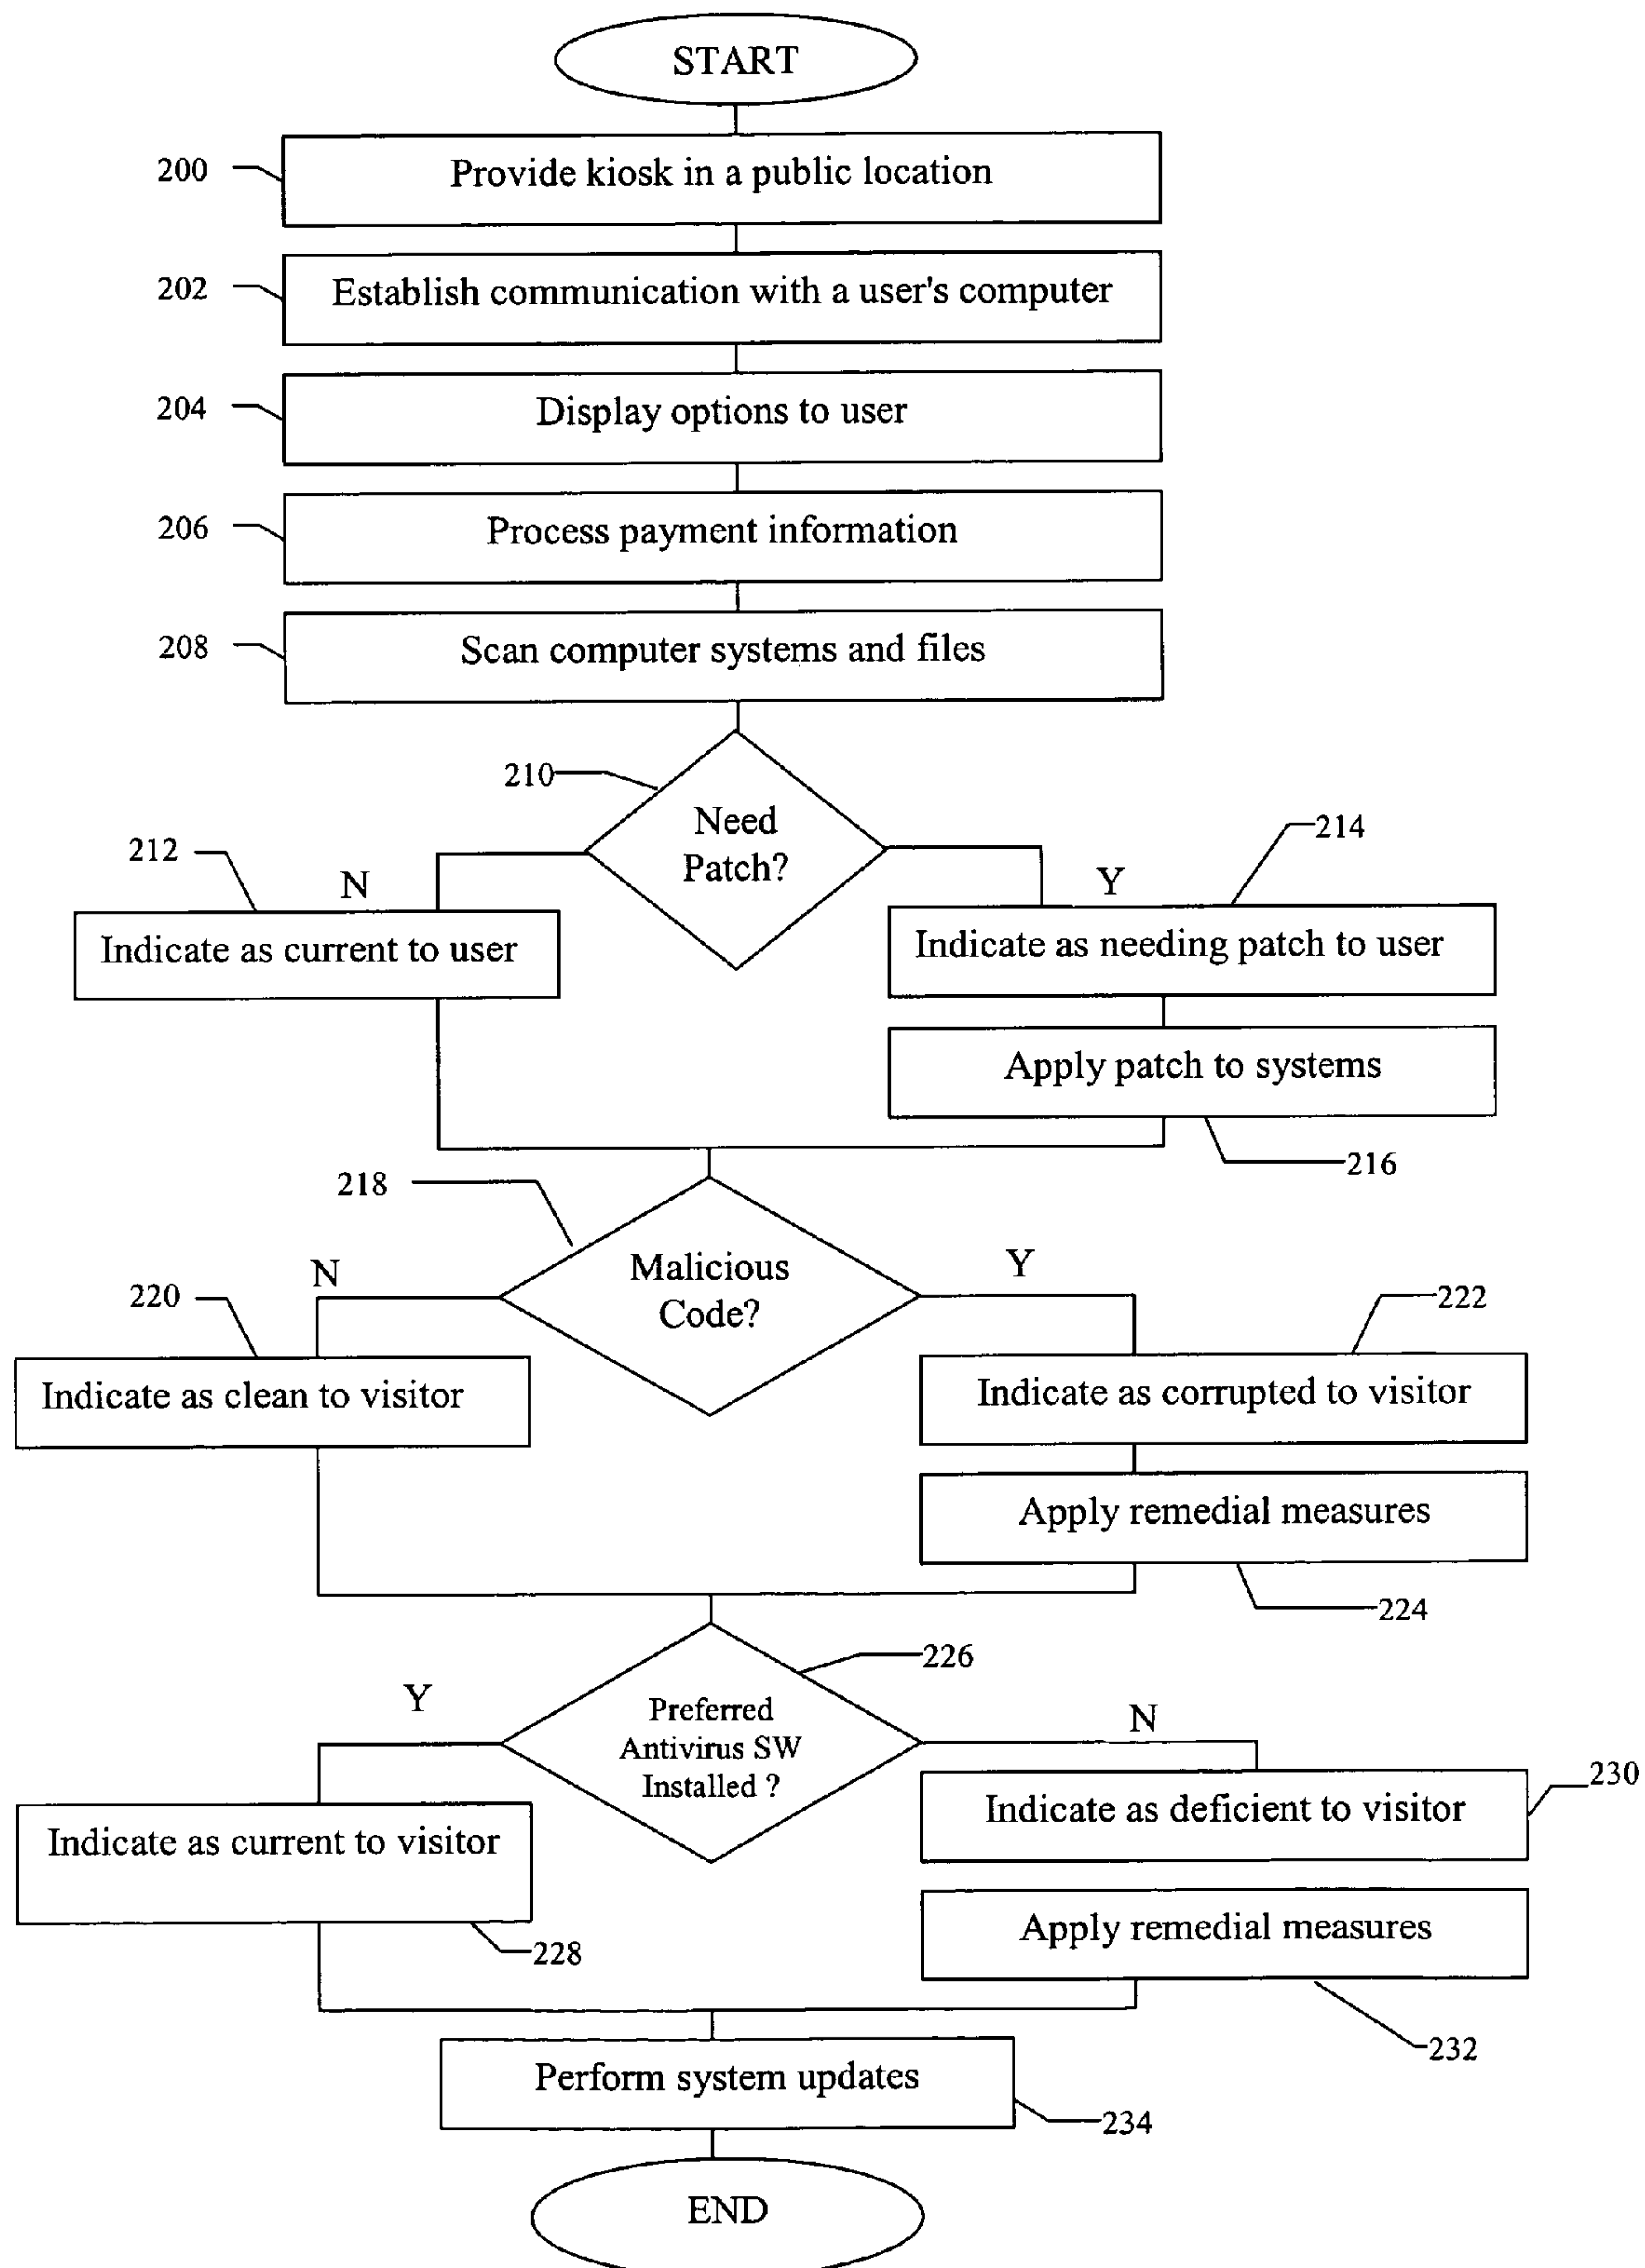 START
200
Provide kiosk in a public location
202
Establish communication with a user's computer
204
Display options to user
206
Process payment information
208
Scan computer systems and files
210
Need
Patch?
212
N
Y
214
Indicate as current to user
Indicate as needing patch to user
Apply patch to systems
216
218
Malicious
Code?
N
Y
220
222
Indicate as clean to visitor
Indicate as corrupted to visitor
Apply remedial measures
224
226
Preferred
Antivirus SW
Installed ?
Y
N
230
Indicate as current to visitor
Indicate as deficient to visitor
228
Apply remedial measures
232
Perform system updates
234
END